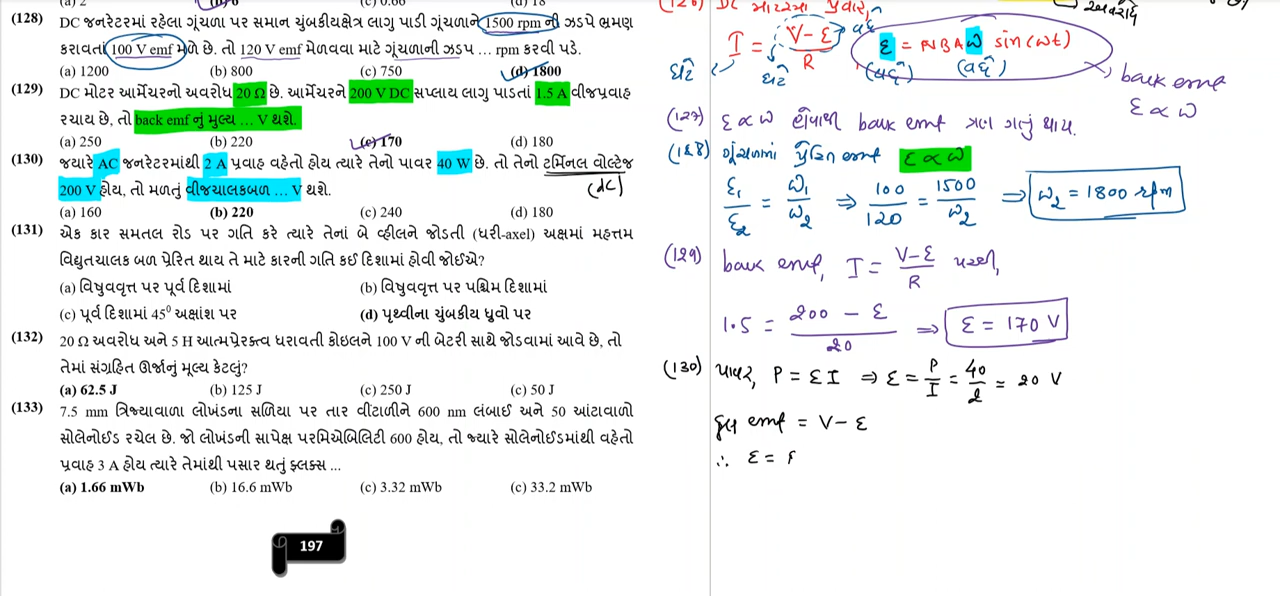 (128) DC જનરેટરમાં રહેલા ગૂંચળા પર સમાન ચુંબકીયક્ષેત્ર લાગુ પાડી ગૂંચળાને 1500 rpm ની ઝડપે ભ્રમણ
કરાવતાં 100 V emf મળે છે. તો 120 V emf મેળવવા માટે ગૂંચળાની ઝડપ ... rpm કરવી પડે.
(a) 1200 (b) 800 (c) 750 (d) 1800
(129) DC મોટર આર્મેચરનો અવરોધ 20 Ω છે. આર્મેચરને 200 V DC સપ્લાય લાગુ પાડતાં 1.5 A વીજપ્રવાહ
રચાય છે, તો back emf નું મુલ્ય ... V થશે.
(a) 250 (b) 220 (c) 170 (d) 180
(130) જયારે AC જનરેટરમાંથી 2 A પ્રવાહ વહેતો હોય ત્યારે તેનો પાવર 40 W છે. તો તેનો ટર્મિનલ વોલ્ટેજ
200 V હોય, તો મળતું વીજચાલકબળ ... V થશે. (dc)
(a) 160 (b) 220 (c) 240 (d) 180
(131) એક કાર સમતલ રોડ પર ગતિ કરે ત્યારે તેનાં બે વ્હીલને જોડતી (ધરી-axel) અક્ષમાં મહત્તમ
વિદ્યુતચાલક બળ પ્રેરિત થાય તે માટે કારની ગતિ કઈ દિશામાં હોવી જોઈએ?
(a) વિષુવવૃત્ત પર પૂર્વ દિશામાં (b) વિષુવવૃત્ત પર પશ્ચિમ દિશામાં
(c) પૂર્વ દિશામાં 45⁰ અક્ષાંશ પર (d) પૃથ્વીના ચુંબકીય ધ્રુવો પર
(132) 20 Ω અવરોધ અને 5 H આત્મપ્રેરકત્વ ધરાવતી કોઇલને 100 V ની બેટરી સાથે જોડવામાં આવે છે, તો
તેમાં સંગ્રહિત ઊર્જાનું મૂલ્ય કેટલું?
(a) 62.5 J (b) 125 J (c) 250 J (c) 50 J
(133) 7.5 mm ત્રિજ્યાવાળા લોખંડના સળિયા પર તાર વીંટાળીને 600 nm લંબાઈ અને 50 આંટાવાળો
સોલેનોઈડ રચેલ છે. જો લોખંડની સાપેક્ષ પરમિએબિલિટી 600 હોય, તો જ્યારે સોલેનોઈડમાંથી વહેતો
પ્રવાહ 3 A હોય ત્યારે તેમાંથી પસાર થતું ફ્લક્સ ...
(a) 1.66 mWb (b) 16.6 mWb (c) 3.32 mWb (c) 33.2 mWb
197
I = V-ε / R
ε = NBAω sin(ωt)
back emf
ε ∝ ω
(127) ε ∝ ω હોવાથી back emf ત્રણ ગણું થાય.
(128) ગૂંચળામાં પ્રેરિત emf ε ∝ ω
ε₁/ε₂ = ω₁/ω₂ ⇒ 100/120 = 1500/ω₂ ⇒ ω₂ = 1800 rpm
(129) back emf, I = V-ε / R પરથી,
1.5 = 200 - ε / 20 ⇒ ε = 170 V
(130) પાવર, P = εI ⇒ ε = P/I = 40/2 = 20 V
કુલ emf = V - ε
∴ ε =